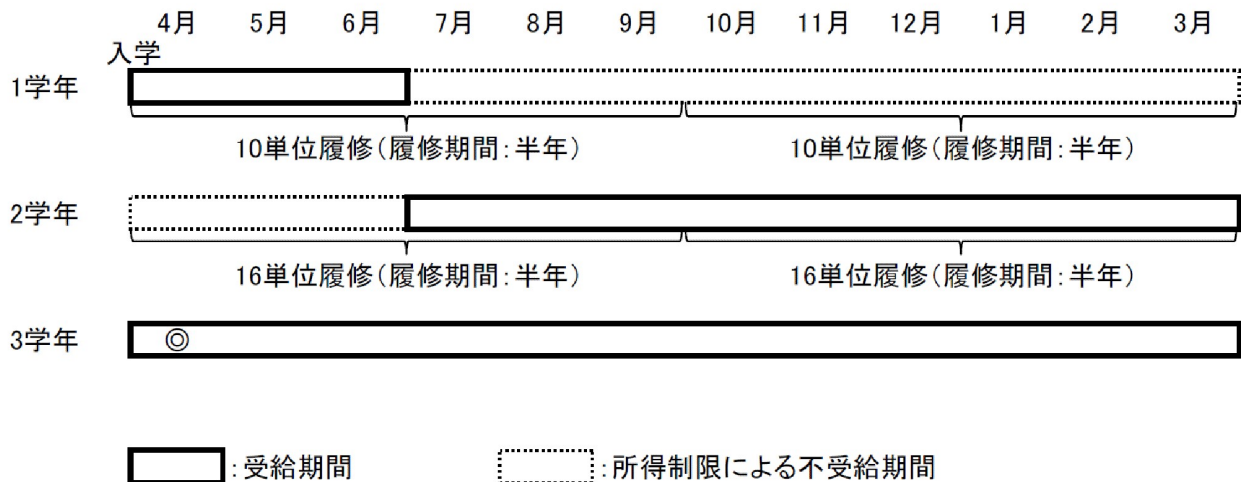 4月 5月 6月 7月 8月 9月 10月 11月 12月 1月 2月 3月
入学
1学年
10単位履修(履修期間:半年) 10単位履修(履修期間:半年)
2学年
16単位履修(履修期間:半年) 16単位履修(履修期間:半年)
3学年 ◎
:受給期間 :所得制限による不受給期間